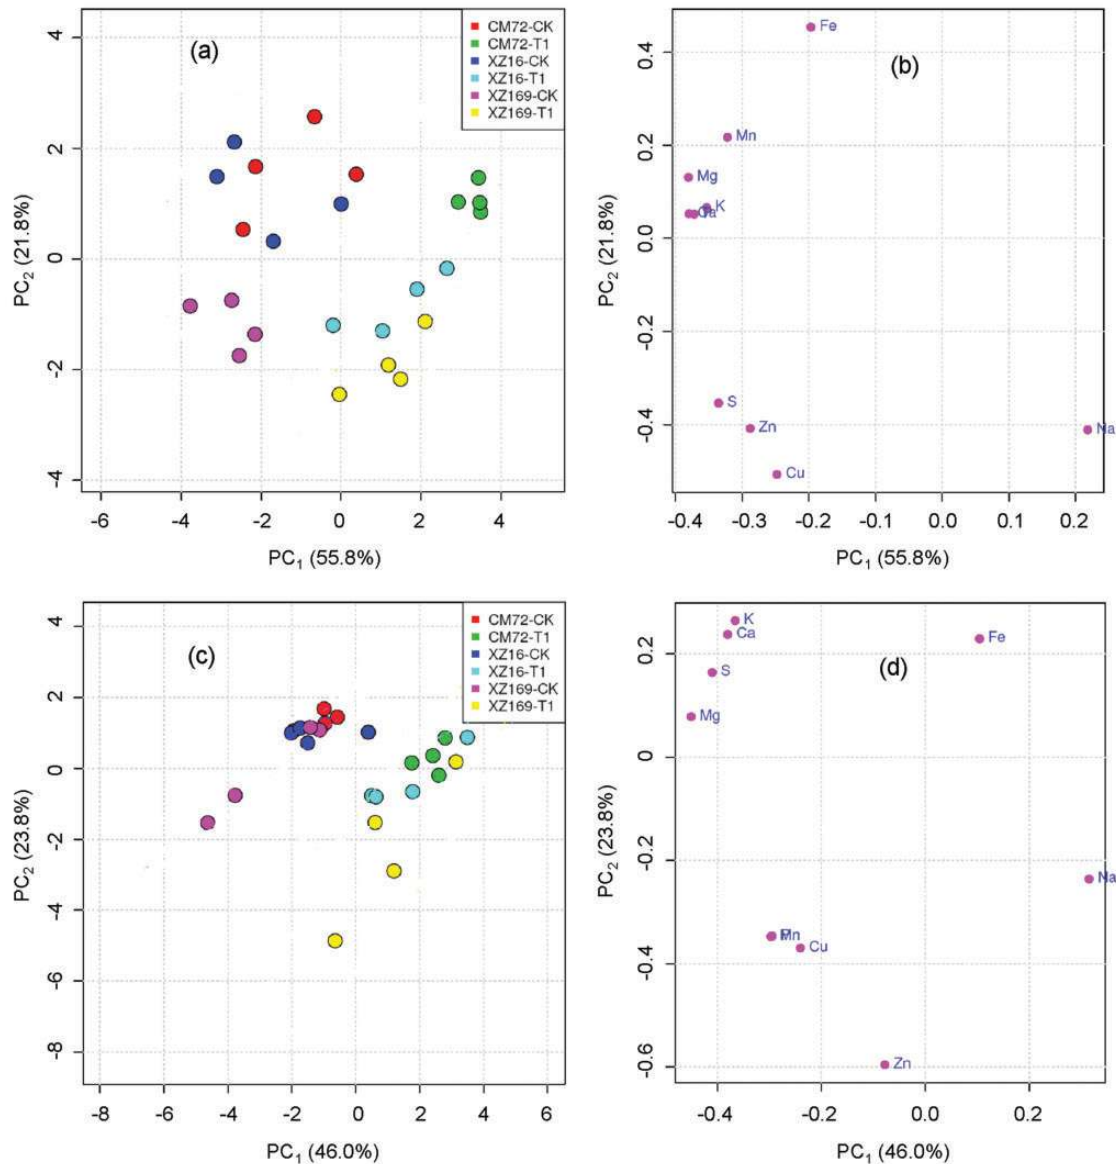 (a)
CM72-CK
CM72-T1
XZ16-CK
XZ16-T1
XZ169-CK
XZ169-T1
4
2
0
-2
-4
PC2 (21.8%)
-6 -4 -2 0 2 4
PC1 (55.8%)
(b)
Fe
Mn
Mg
K
S
Zn
Cu
Na
0.4
0.2
0.0
-0.2
-0.4
PC2 (21.8%)
-0.4 -0.3 -0.2 -0.1 0.0 0.1 0.2
PC1 (55.8%)
(c)
CM72-CK
CM72-T1
XZ16-CK
XZ16-T1
XZ169-CK
XZ169-T1
4
2
0
-2
-4
-6
-8
PC2 (23.8%)
-8 -6 -4 -2 0 2 4 6
PC1 (46.0%)
(d)
K
Ca
Fe
S
Mg
Na
Mn
Cu
Zn
0.2
0
-0.2
-0.4
-0.6
PC2 (23.8%)
-0.4 -0.2 0.0 0.2
PC1 (46.0%)